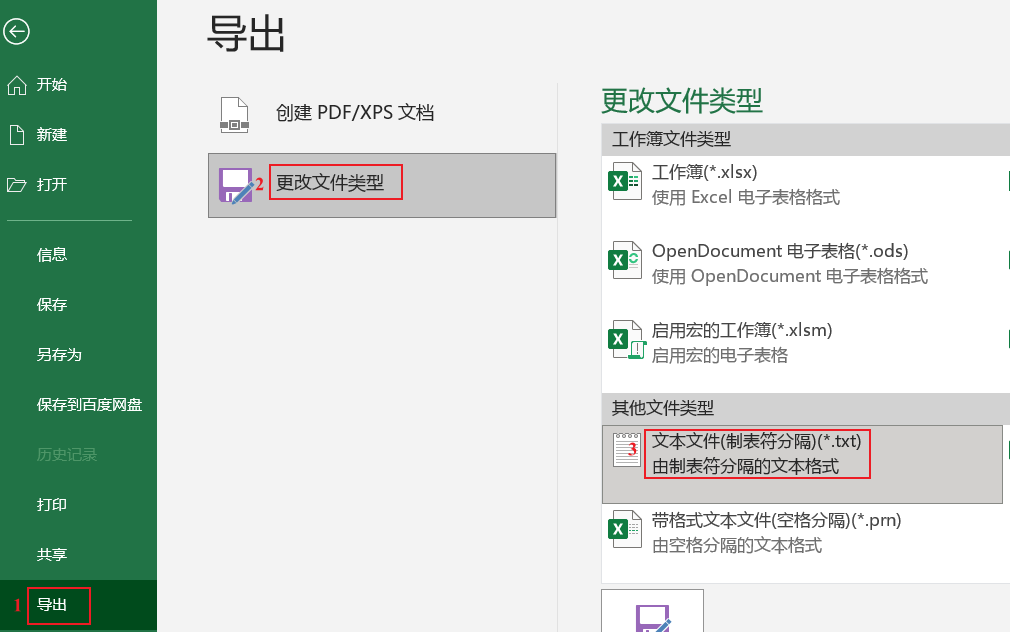 导出
开始
新建
打开
信息
保存
另存为
保存到百度网盘
历史记录
打印
共享
1 导出
创建 PDF/XPS 文档
2 更改文件类型
更改文件类型
工作簿文件类型
工作簿(*.xlsx)
使用 Excel 电子表格格式
OpenDocument 电子表格(*.ods)
使用 OpenDocument 电子表格格式
启用宏的工作簿(*.xlsm)
启用宏的电子表格
其他文件类型
3 文本文件(制表符分隔)(*.txt)
由制表符分隔的文本格式
带格式文本文件(空格分隔)(*.prn)
由空格分隔的文本格式